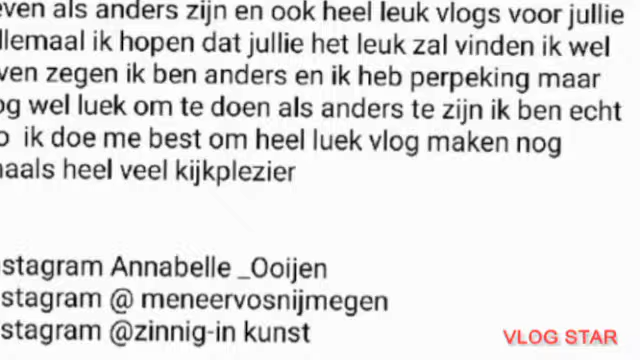 even als anders zijn en ook heel leuk vlogs voor jullie
llemaal ik hopen dat jullie het leuk zal vinden ik wel
ven zegen ik ben anders en ik heb perpeking maar
og wel luek om te doen als anders te zijn ik ben echt
o ik doe me best om heel luek vlog maken nog
aals heel veel kijkplezier
stagram Annabelle _Ooijen
stagram @ meneervosnijmegen
stagram @zinnig-in kunst
VLOG STAR